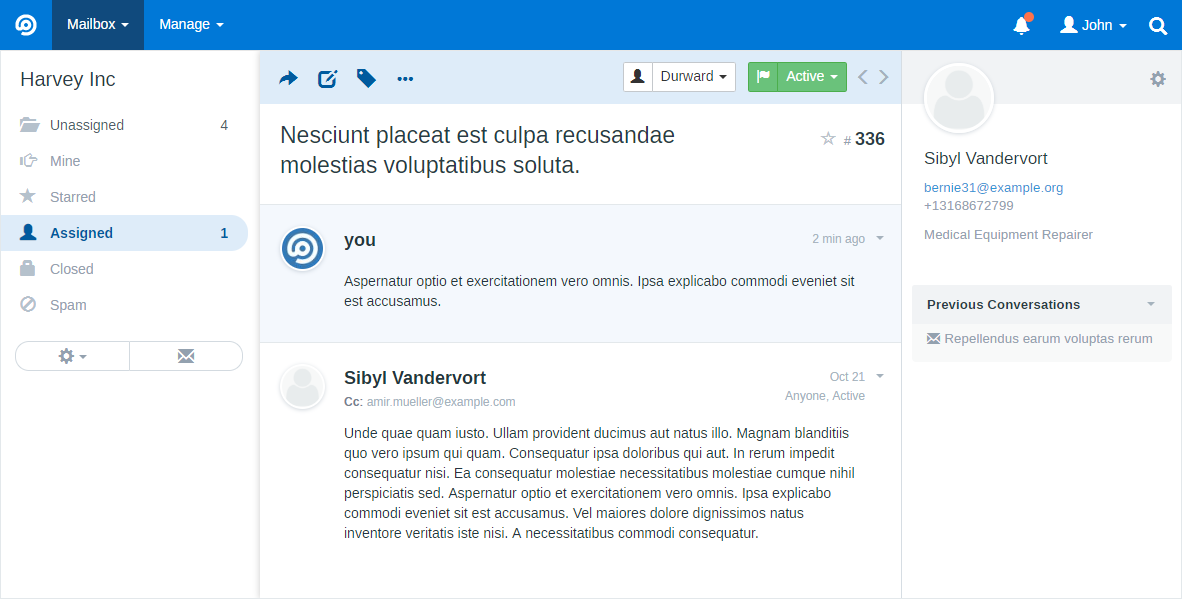 Mailbox
Manage
John
Harvey Inc
Unassigned 4
Mine
Starred
Assigned 1
Closed
Spam
Durward
Active
Nesciunt placeat est culpa recusandae
molestias voluptatibus soluta.
# 336
you
2 min ago
Aspernatur optio et exercitationem vero omnis. Ipsa explicabo commodi eveniet sit
est accusamus.
Sibyl Vandervort
Oct 21
Cc: amir.mueller@example.com
Anyone, Active
Unde quae quam iusto. Ullam provident ducimus aut natus illo. Magnam blanditiis
quo vero ipsum qui quam. Consequatur ipsa doloribus qui aut. In rerum impedit
consequatur nisi. Ea consequatur molestiae necessitatibus molestiae cumque nihil
perspiciatis sed. Aspernatur optio et exercitationem vero omnis. Ipsa explicabo
commodi eveniet sit est accusamus. Vel maiores dolore dignissimos natus
inventore veritatis iste nisi. A necessitatibus commodi consequatur.
Sibyl Vandervort
bernie31@example.org
+13168672799
Medical Equipment Repairer
Previous Conversations
Repellendus earum voluptas rerum